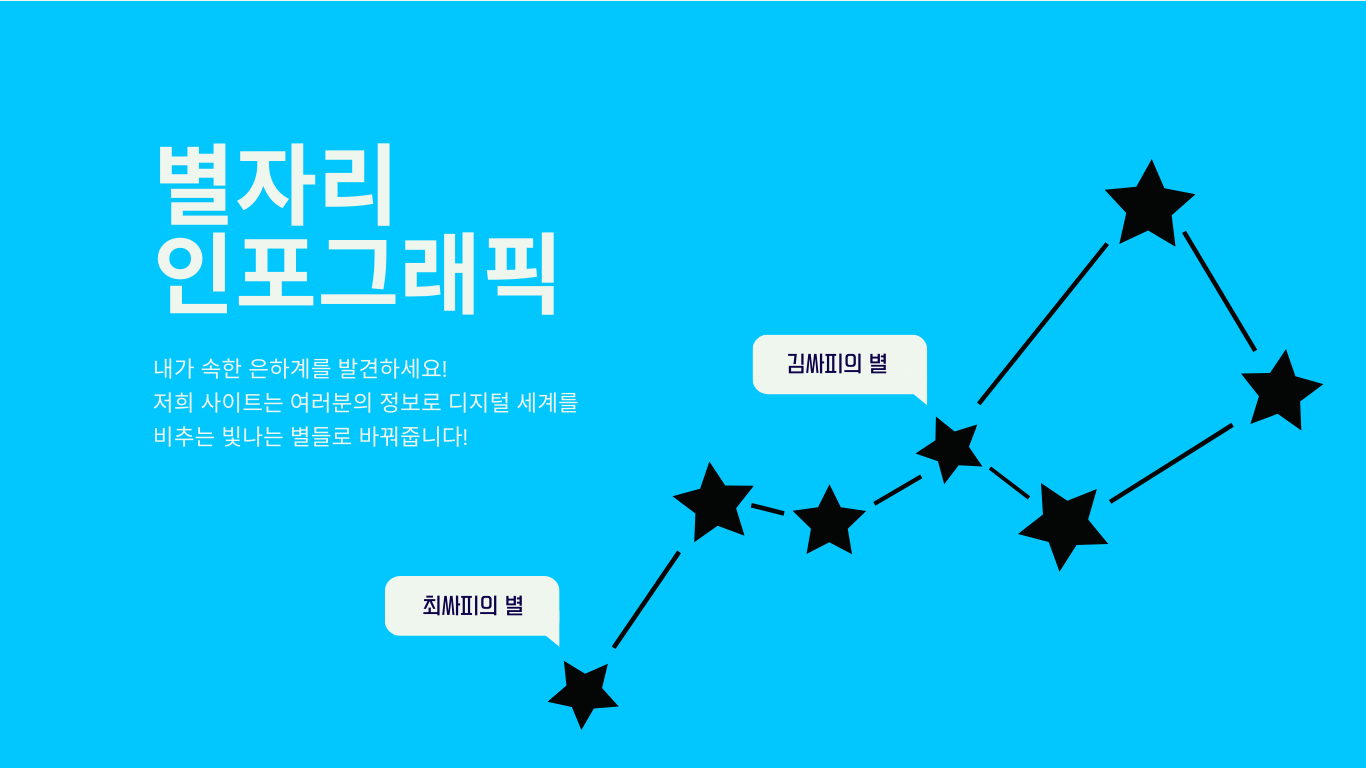 별자리
인포그래픽
내가 속한 은하계를 발견하세요!
저희 사이트는 여러분의 정보로 디지털 세계를
비추는 빛나는 별들로 바꿔줍니다!
김싸피의 별
최싸피의 별